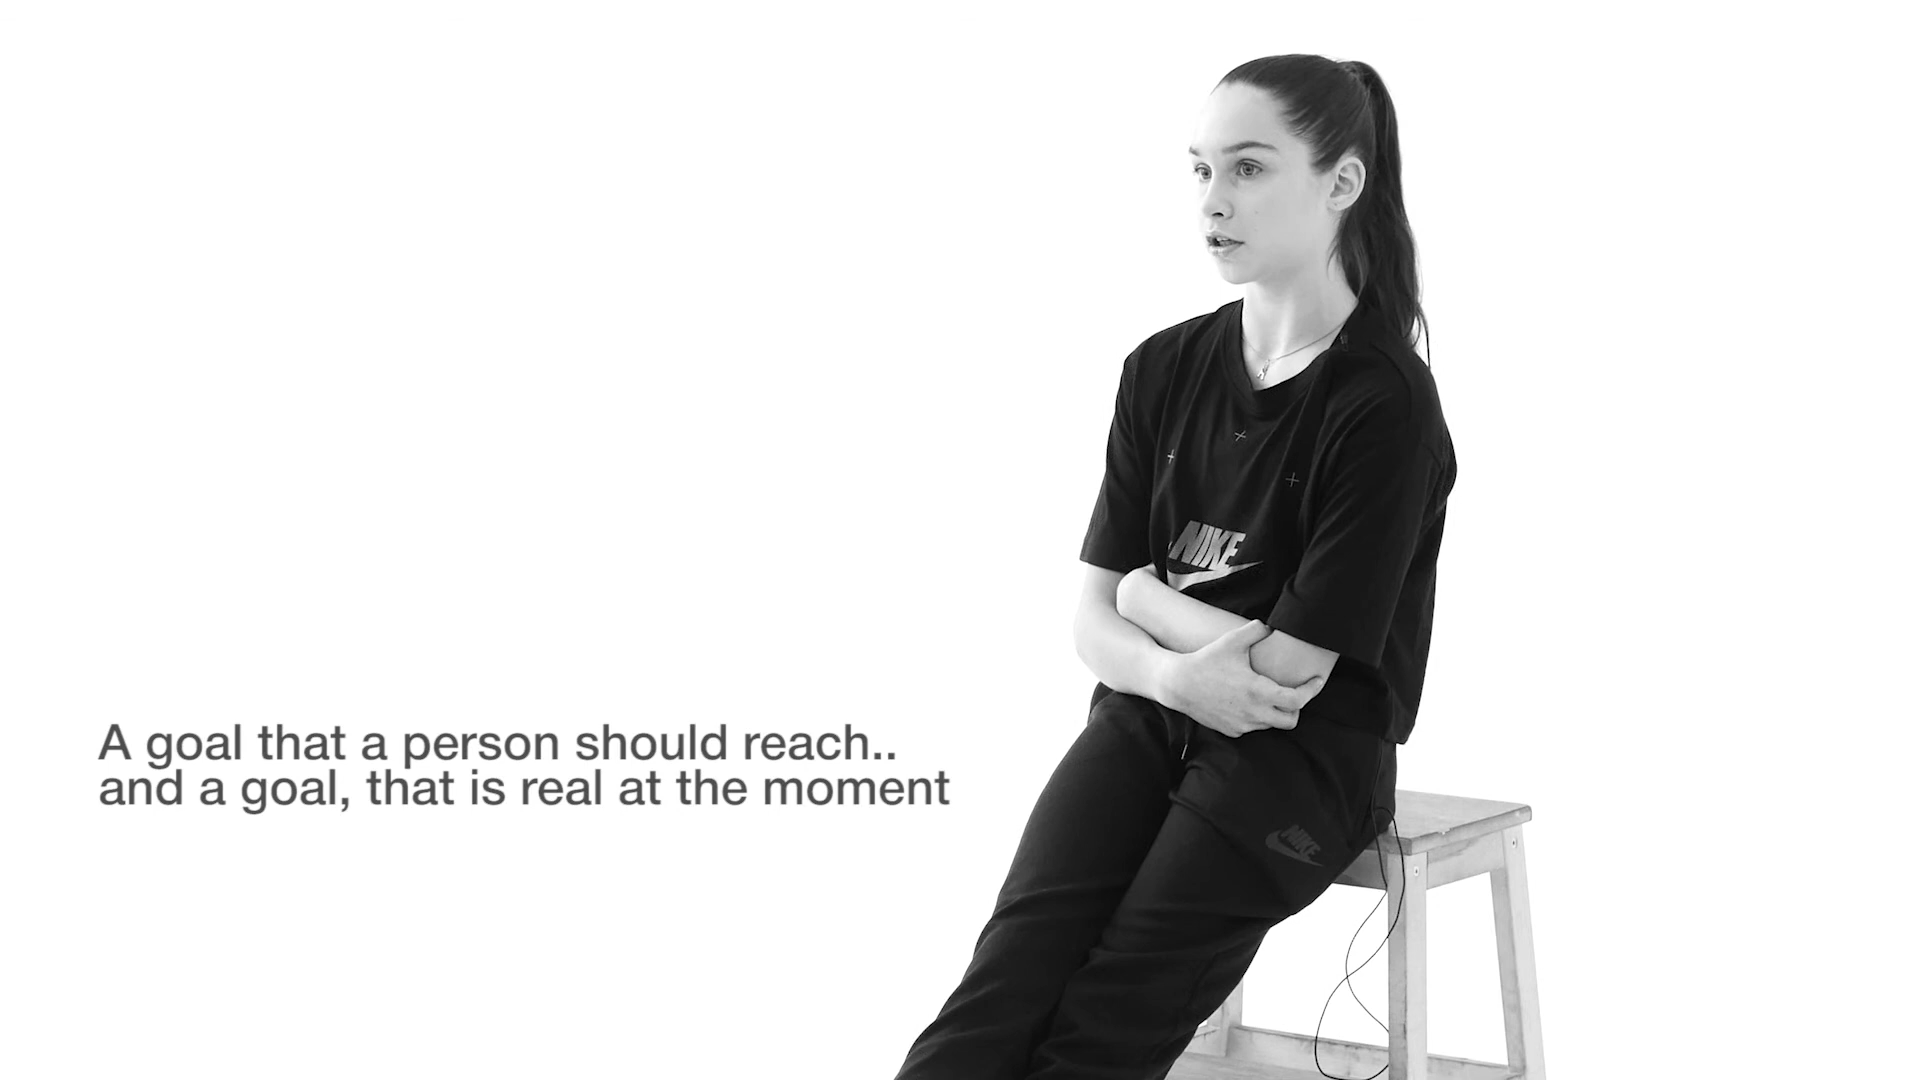 A goal that a person should reach..
and a goal, that is real at the moment
NIKE
NIKE